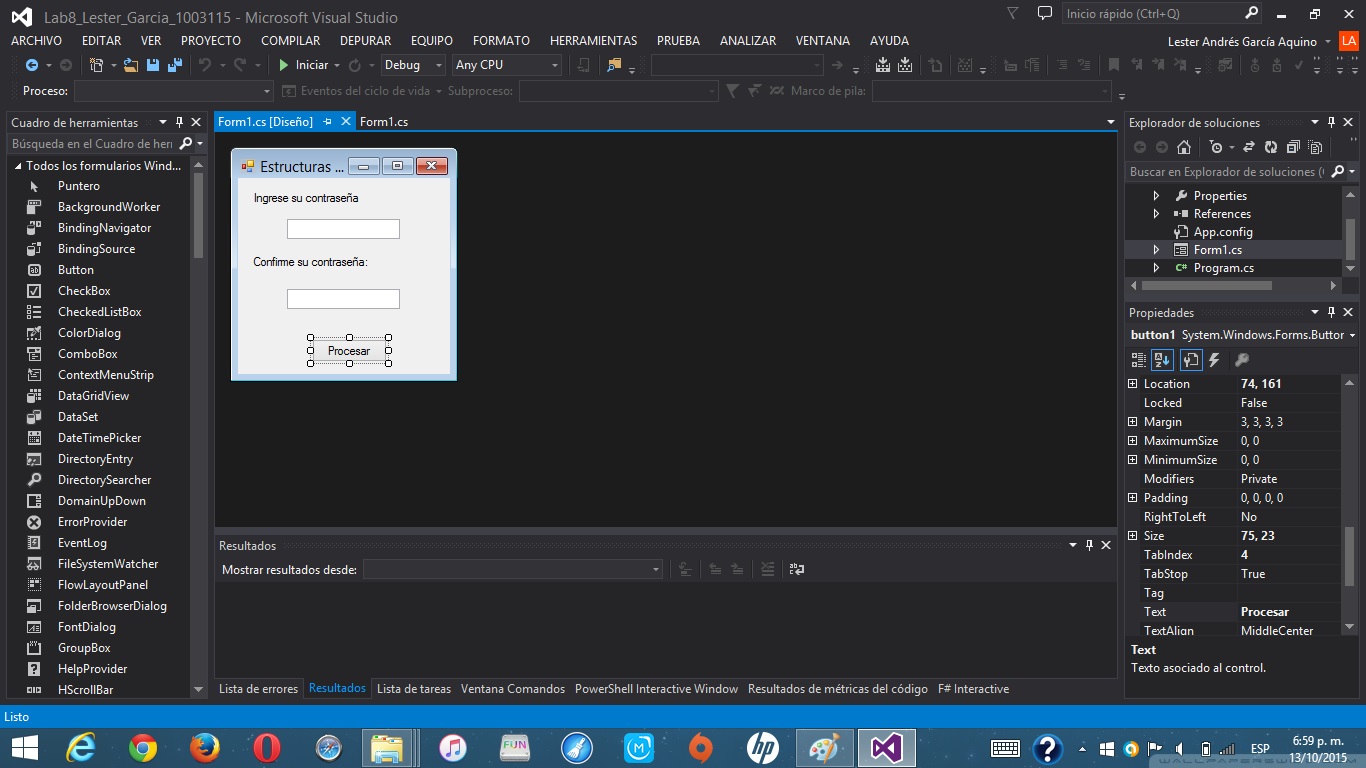 Lab8_Lester_Garcia_1003115 - Microsoft Visual Studio
Inicio rápido (Ctrl+Q)
ARCHIVO EDITAR VER PROYECTO COMPILAR DEPURAR EQUIPO FORMATO HERRAMIENTAS PRUEBA ANALIZAR VENTANA AYUDA
Lester Andrés García Aquino
LA
Iniciar
Debug
Any CPU
Proceso:
Eventos del ciclo de vida
Subproceso:
Marco de pila:
Cuadro de herramientas
Búsqueda en el Cuadro de herr
Todos los formularios Wind...
Puntero
BackgroundWorker
BindingNavigator
BindingSource
Button
CheckBox
CheckedListBox
ColorDialog
ComboBox
ContextMenuStrip
DataGridView
DataSet
DateTimePicker
DirectoryEntry
DirectorySearcher
DomainUpDown
ErrorProvider
EventLog
FileSystemWatcher
FlowLayoutPanel
FolderBrowserDialog
FontDialog
GroupBox
HelpProvider
HScrollBar
Form1.cs [Diseño]
Form1.cs
Estructuras ...
Ingrese su contraseña
Confirme su contraseña:
Procesar
Resultados
Mostrar resultados desde:
Lista de errores Resultados Lista de tareas Ventana Comandos PowerShell Interactive Window Resultados de métricas del código F# Interactive
Explorador de soluciones
Buscar en Explorador de soluciones (
Properties
References
App.config
Form1.cs
C# Program.cs
Propiedades
button1 System.Windows.Forms.Button
Location 74, 161
Locked False
Margin 3, 3, 3, 3
MaximumSize 0, 0
MinimumSize 0, 0
Modifiers Private
Padding 0, 0, 0, 0
RightToLeft No
Size 75, 23
TabIndex 4
TabStop True
Tag
Text Procesar
TextAlign MiddleCenter
Text
Texto asociado al control.
Listo
FUN
hp
ESP
6:59 p. m.
13/10/2015